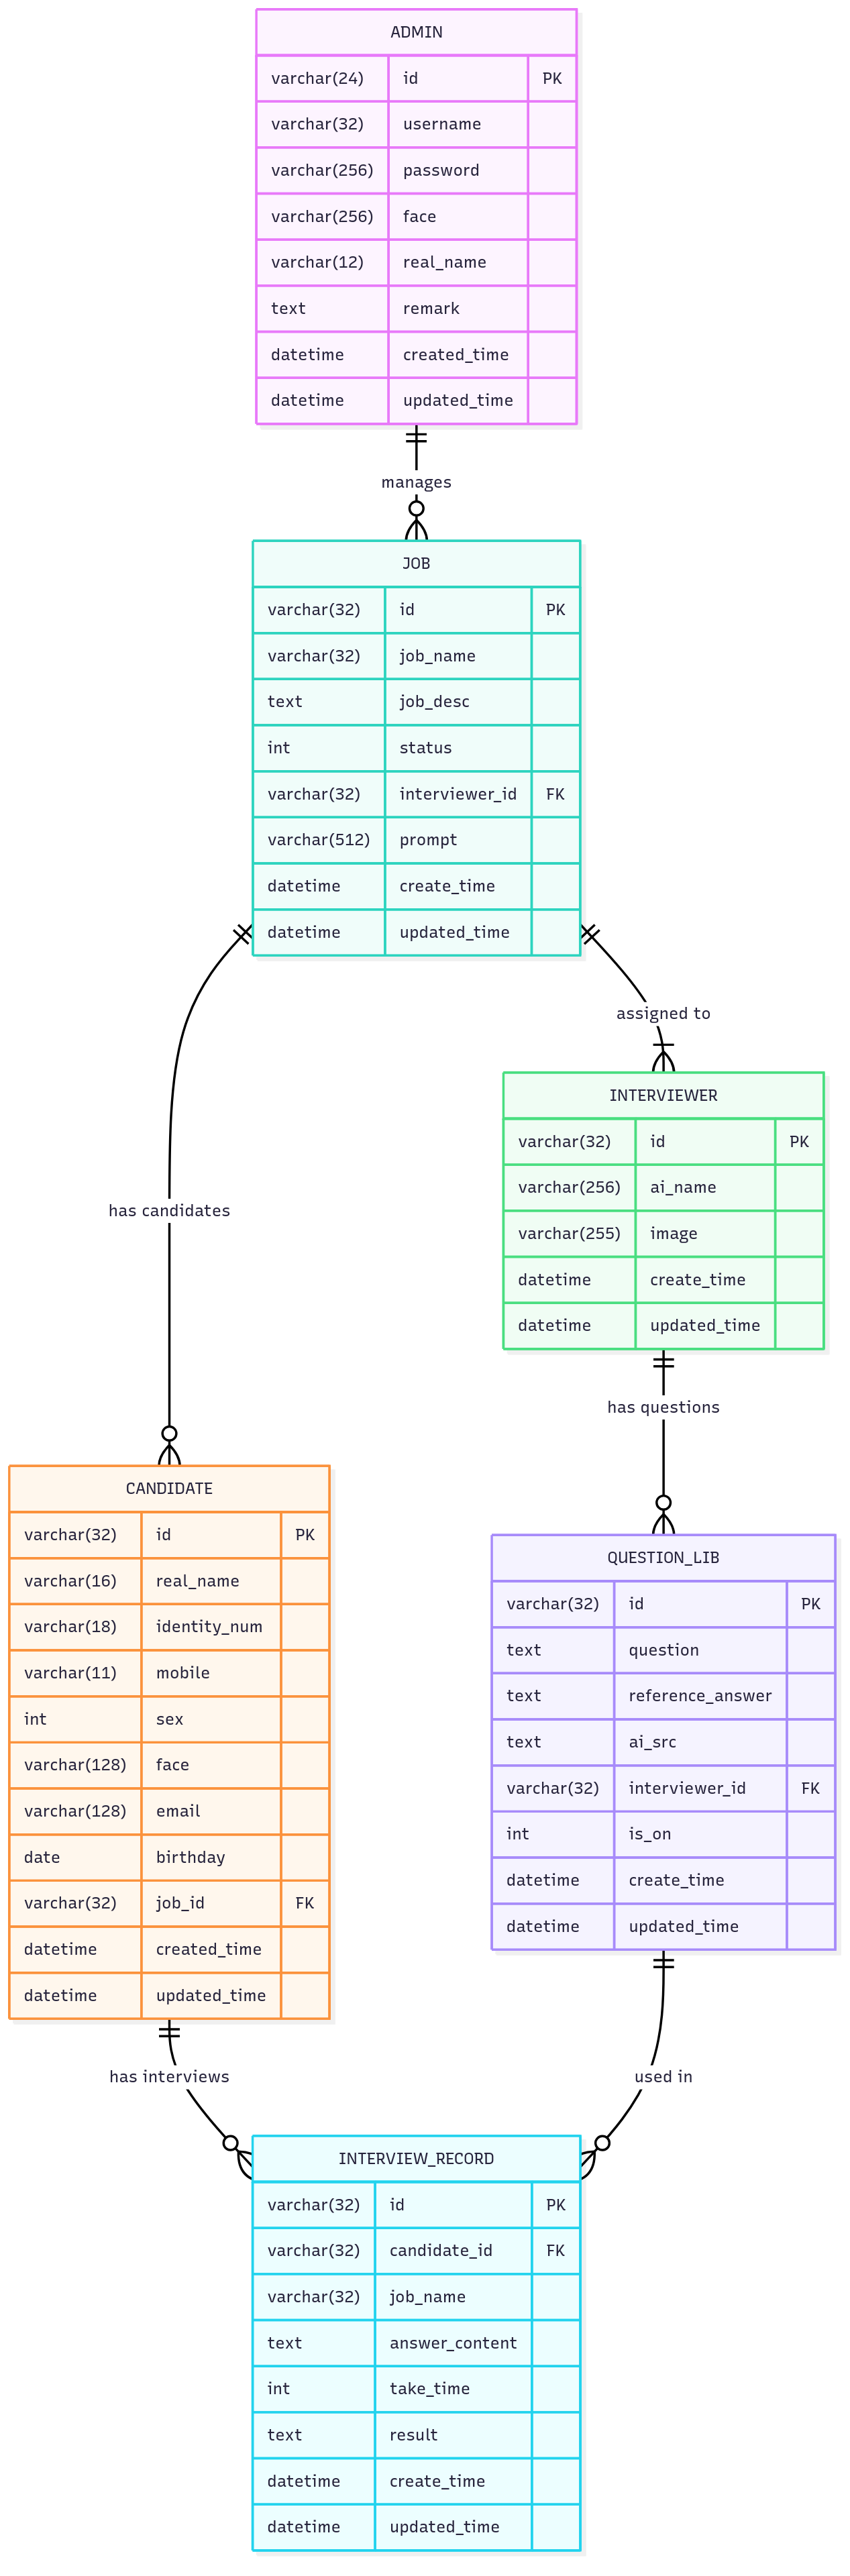 ADMIN
varchar(24) id PK
varchar(32) username
varchar(256) password
varchar(256) face
varchar(12) real_name
text remark
datetime created_time
datetime updated_time
manages
JOB
varchar(32) id PK
varchar(32) job_name
text job_desc
int status
varchar(32) interviewer_id FK
varchar(512) prompt
datetime create_time
datetime updated_time
assigned to
INTERVIEWER
varchar(32) id PK
varchar(256) ai_name
varchar(255) image
datetime create_time
datetime updated_time
has candidates
has questions
CANDIDATE
varchar(32) id PK
varchar(16) real_name
varchar(18) identity_num
varchar(11) mobile
int sex
varchar(128) face
varchar(128) email
date birthday
varchar(32) job_id FK
datetime created_time
datetime updated_time
QUESTION_LIB
varchar(32) id PK
text question
text reference_answer
text ai_src
varchar(32) interviewer_id FK
int is_on
datetime create_time
datetime updated_time
has interviews
used in
INTERVIEW_RECORD
varchar(32) id PK
varchar(32) candidate_id FK
varchar(32) job_name
text answer_content
int take_time
text result
datetime create_time
datetime updated_time